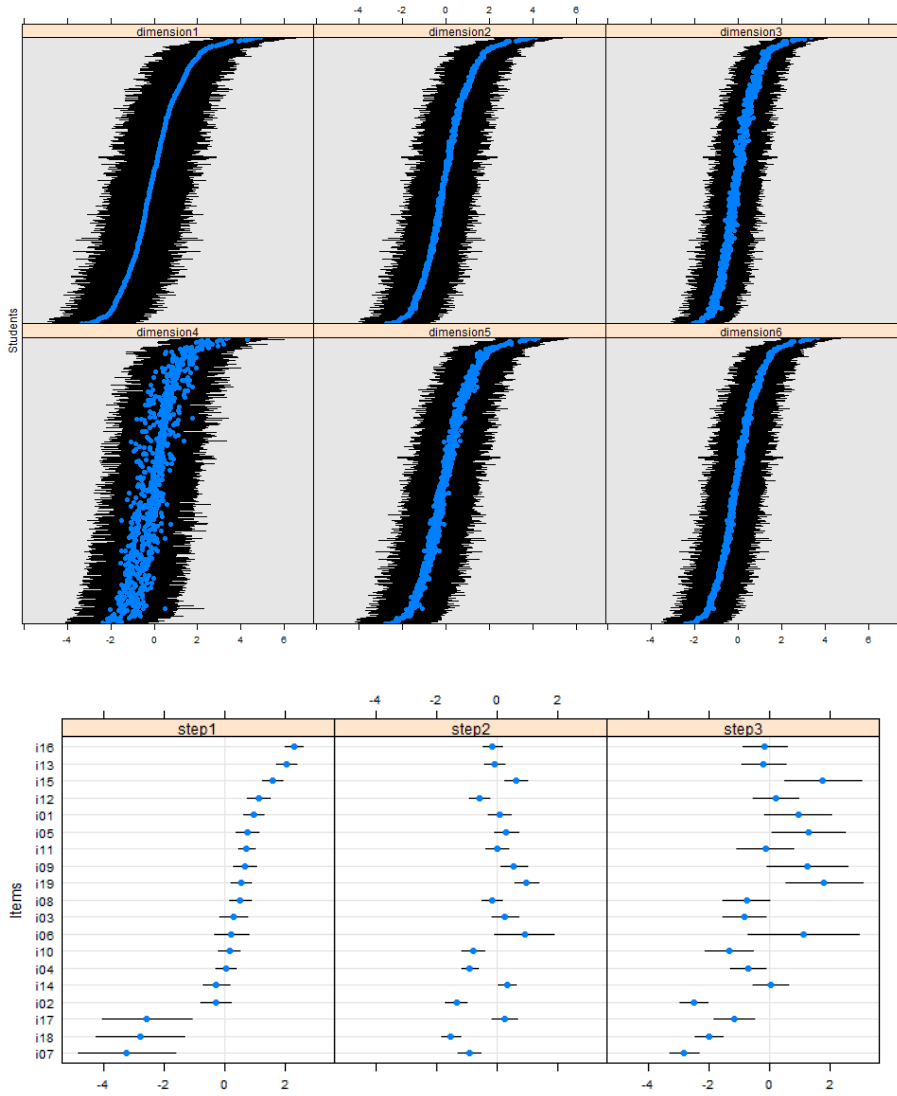 -4 -2 0 2 4 6
dimension1 dimension2 dimension3
Students
dimension4 dimension5 dimension6
-4 -2 0 2 4 6 -4 -2 0 2 4 6
-4 -2 0 2
step1 step2 step3
Items
i16
i13
i15
i12
i01
i05
i11
i09
i19
i08
i03
i06
i10
i04
i14
i02
i17
i18
i07
-4 -2 0 2 -4 -2 0 2